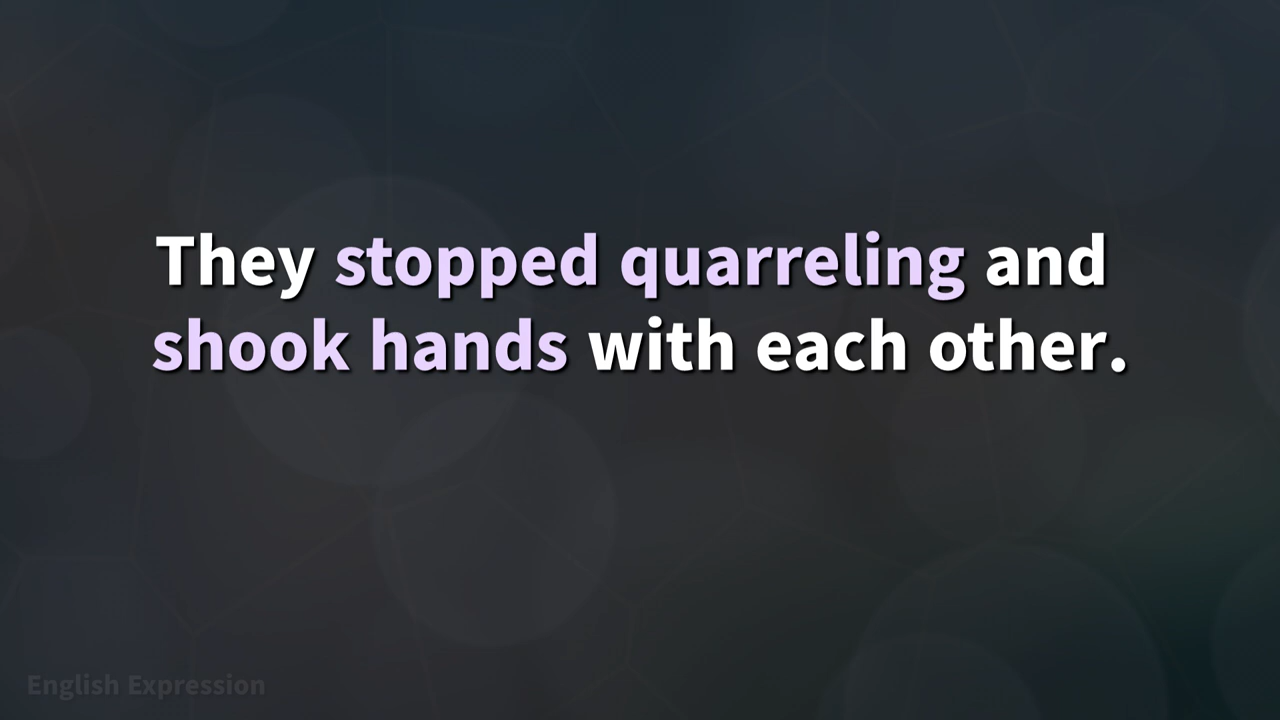 They stopped quarreling and
shook hands with each other.
English Expression